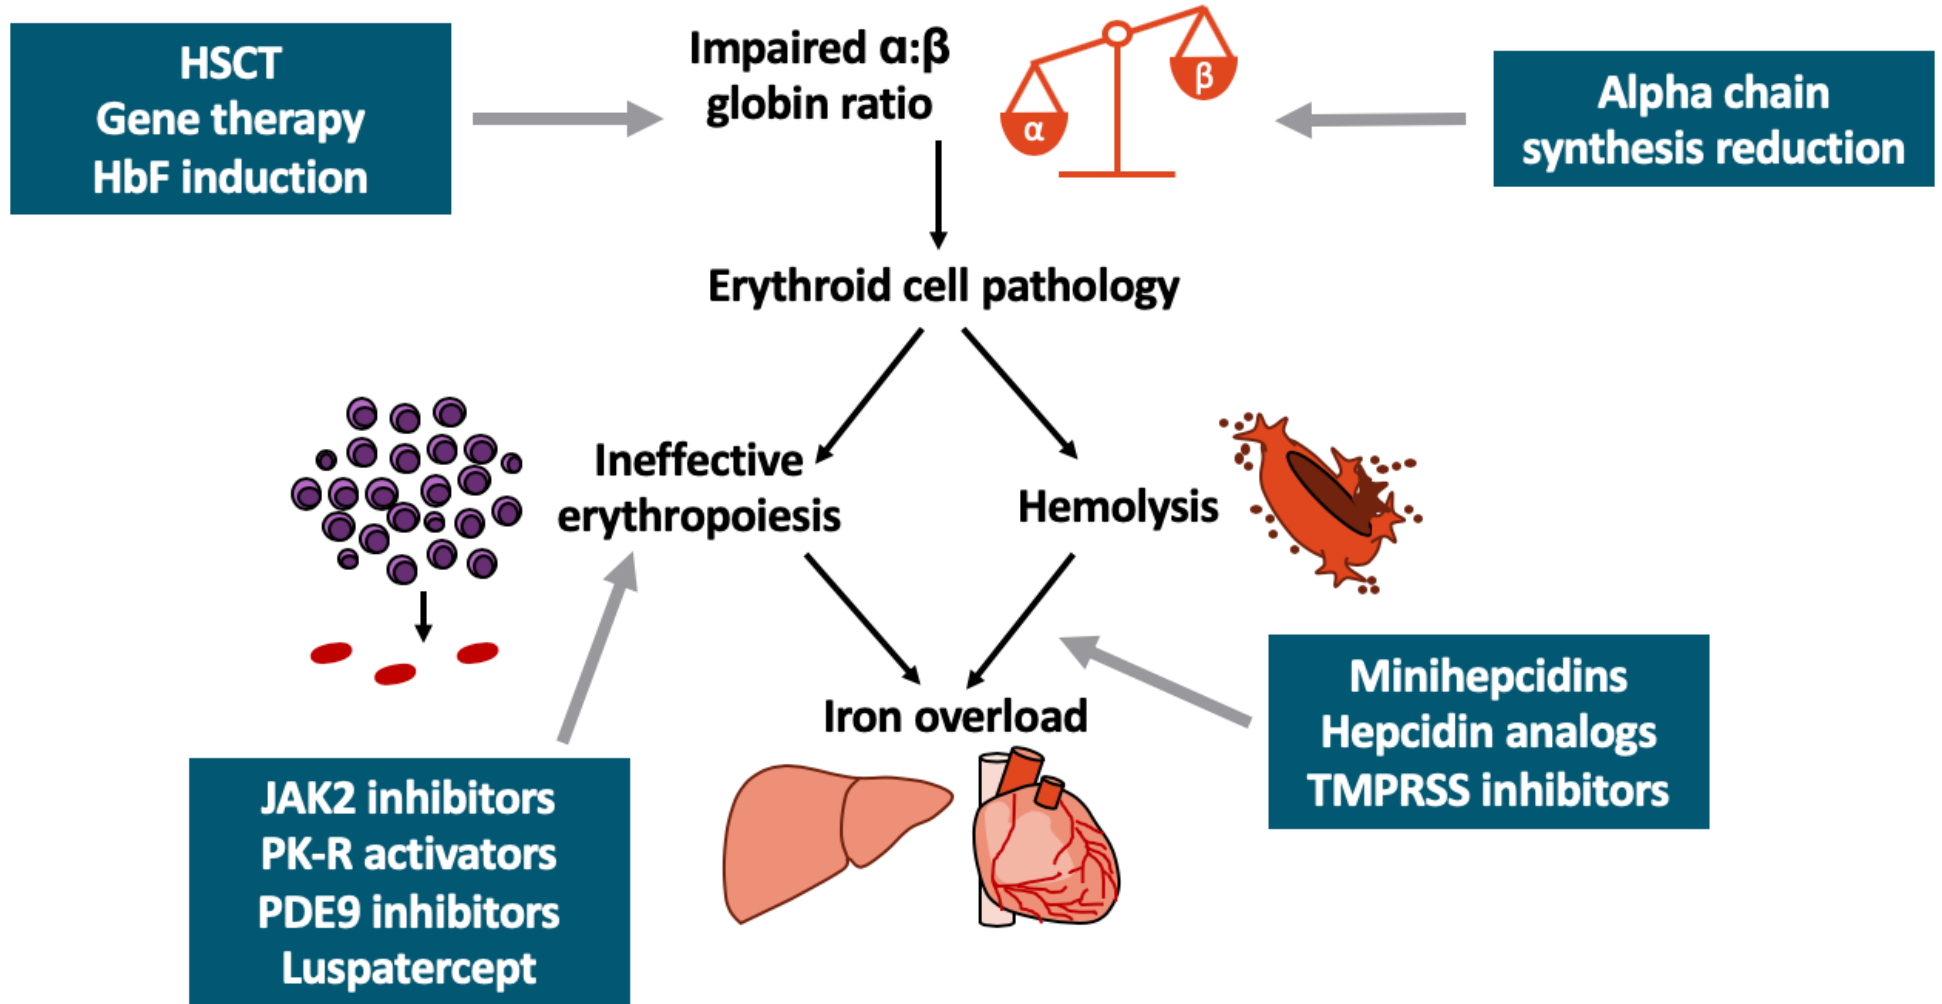 HSCT
Gene therapy
HbF induction
Impaired α:β
globin ratio
α
β
Alpha chain
synthesis reduction
Erythroid cell pathology
Ineffective
erythropoiesis
Hemolysis
Iron overload
JAK2 inhibitors
PK-R activators
PDE9 inhibitors
Luspatercept
Minihepcidins
Hepcidin analogs
TMPRSS inhibitors